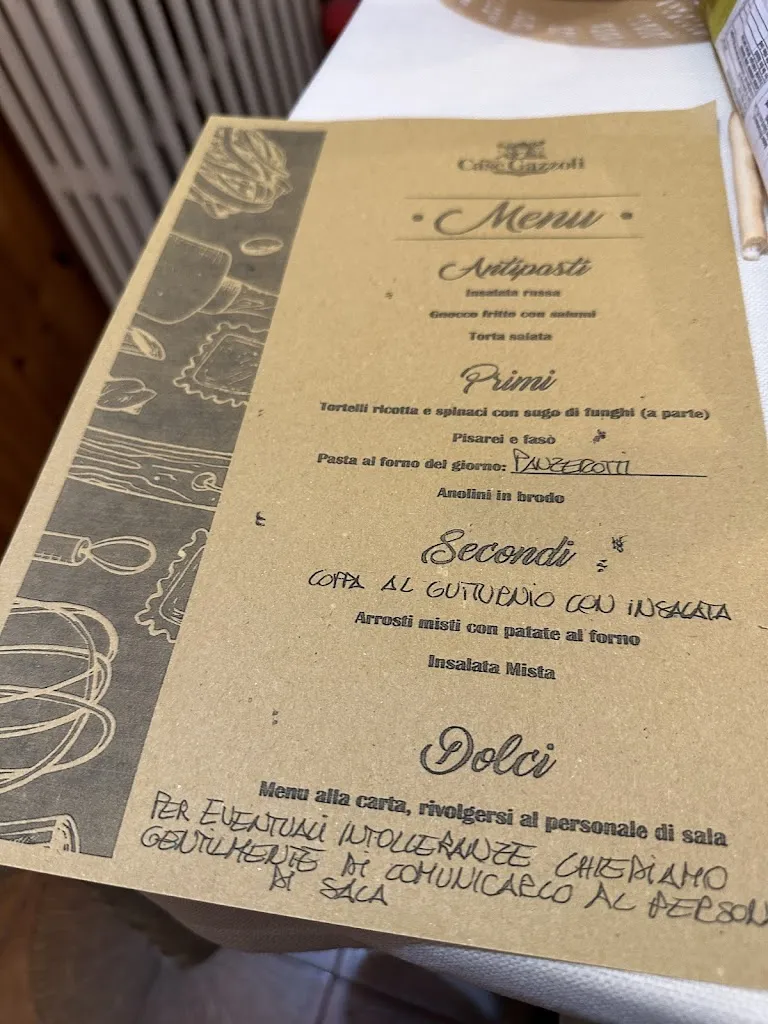 Case Gazzoli
• Menu •
Antipasti
Insalata russa
Gnocco fritto con salumi
Torta salata
Primi
Tortelli ricotta e spinaci con sugo di funghi (a parte)
Pisarei e fasò
Pasta al forno del giorno: PANZEROTTI
Anolini in brodo
Secondi
COPPA AL GUTTURNIO CON INSALATA
Arrosti misti con patate al forno
Insalata Mista
Dolci
Menu alla carta, rivolgersi al personale di sala
PER EVENTUALI INTOLLERANZE CHIEDIAMO
GENTILMENTE DI COMUNICARLO AL PERSON
DI SALA